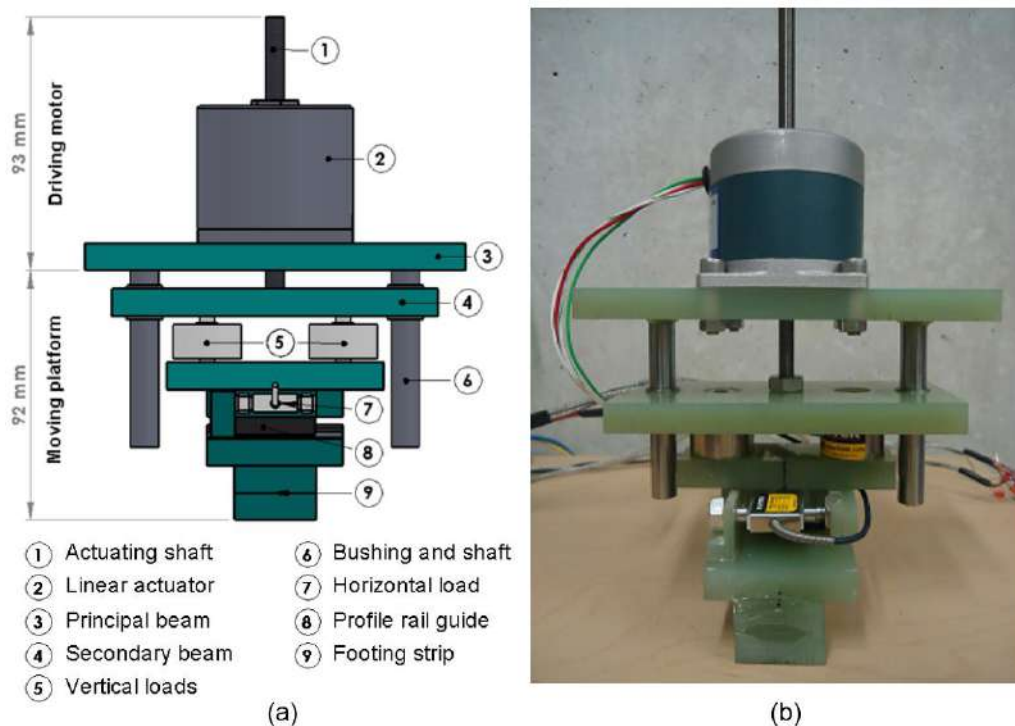 93 mm
Driving motor
92 mm
Moving platform
1
2
3
4
5
6
7
8
9
1 Actuating shaft
2 Linear actuator
3 Principal beam
4 Secondary beam
5 Vertical loads
6 Bushing and shaft
7 Horizontal load
8 Profile rail guide
9 Footing strip
(a)
(b)